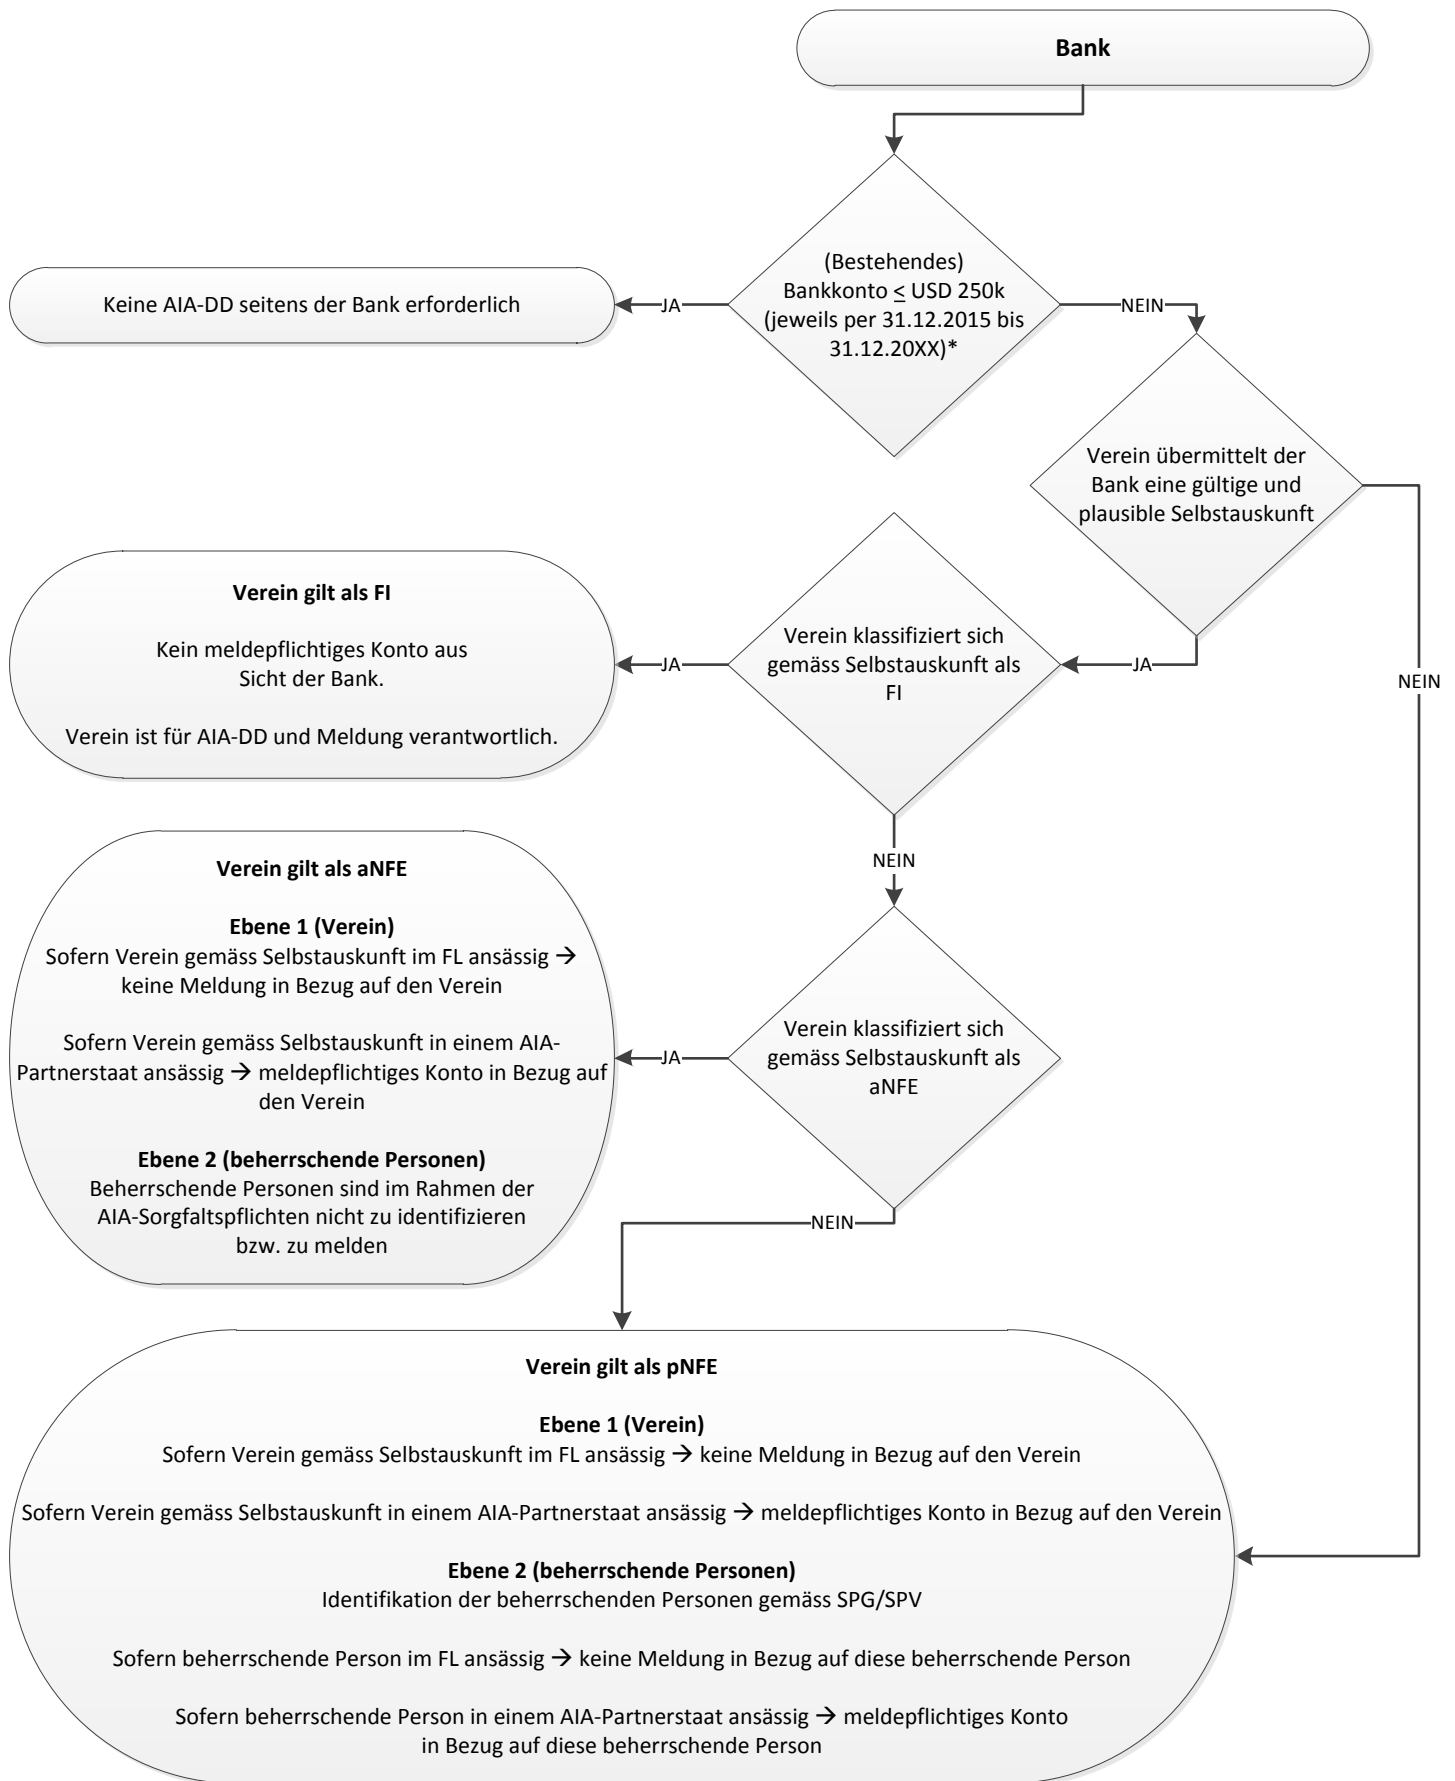 Bank
(Bestehendes)
Bankkonto ≤ USD 250k
(jeweils per 31.12.2015 bis
31.12.20XX)*
JA
Keine AIA-DD seitens der Bank erforderlich
NEIN
Verein übermittelt der
Bank eine gültige und
plausible Selbstauskunft
JA
NEIN
Verein klassifiziert sich
gemäss Selbstauskunft als
FI
JA
Verein gilt als FI
Kein meldepflichtiges Konto aus
Sicht der Bank.
Verein ist für AIA-DD und Meldung verantwortlich.
NEIN
Verein klassifiziert sich
gemäss Selbstauskunft als
aNFE
JA
Verein gilt als aNFE
Ebene 1 (Verein)
Sofern Verein gemäss Selbstauskunft im FL ansässig →
keine Meldung in Bezug auf den Verein
Sofern Verein gemäss Selbstauskunft in einem AIA-
Partnerstaat ansässig → meldepflichtiges Konto in Bezug auf
den Verein
Ebene 2 (beherrschende Personen)
Beherrschende Personen sind im Rahmen der
AIA-Sorgfaltspflichten nicht zu identifizieren
bzw. zu melden
NEIN
Verein gilt als pNFE
Ebene 1 (Verein)
Sofern Verein gemäss Selbstauskunft im FL ansässig → keine Meldung in Bezug auf den Verein
Sofern Verein gemäss Selbstauskunft in einem AIA-Partnerstaat ansässig → meldepflichtiges Konto in Bezug auf den Verein
Ebene 2 (beherrschende Personen)
Identifikation der beherrschenden Personen gemäss SPG/SPV
Sofern beherrschende Person im FL ansässig → keine Meldung in Bezug auf diese beherrschende Person
Sofern beherrschende Person in einem AIA-Partnerstaat ansässig → meldepflichtiges Konto
in Bezug auf diese beherrschende Person